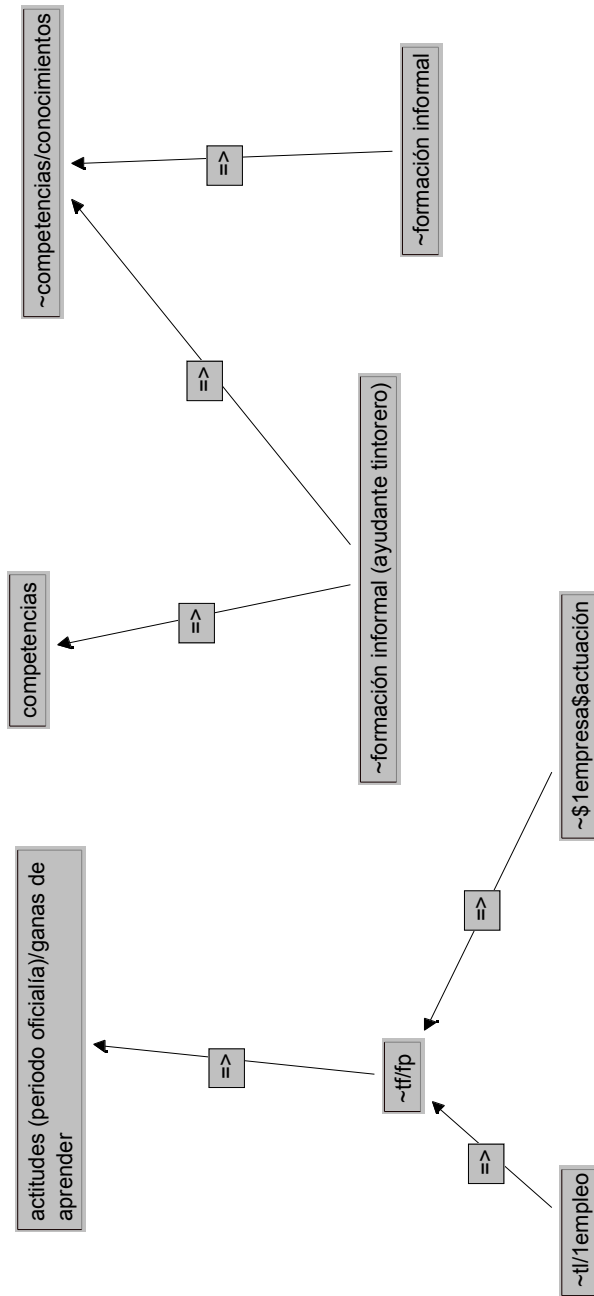 actitudes (periodo oficialía)/ganas de
aprender
competencias
~competencias/conocimientos
=>
=>
=>
=>
~tf/fp
~formación informal (ayudante tintorero)
~formación informal
=>
=>
~tl/1empleo
~$1empresa$actuación